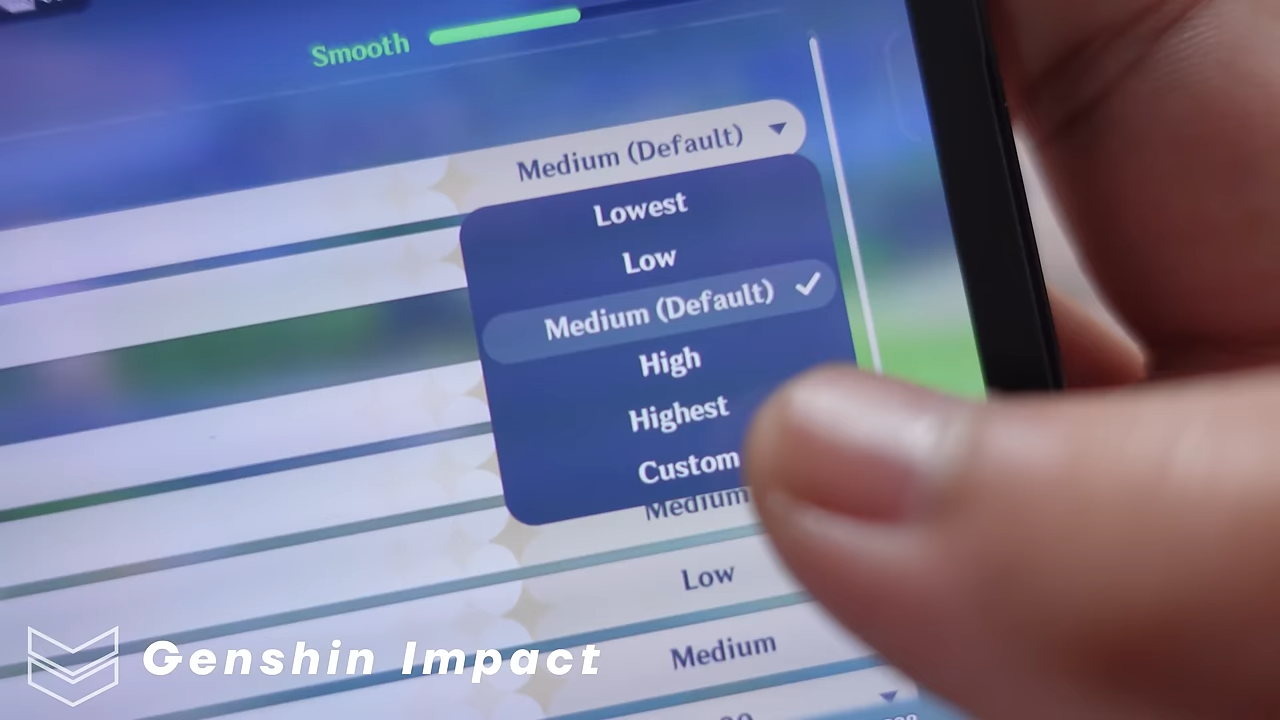 Smooth
Medium (Default)
Lowest
Low
Medium (Default)
High
Highest
Custom
Medium
Low
Medium
Genshin Impact